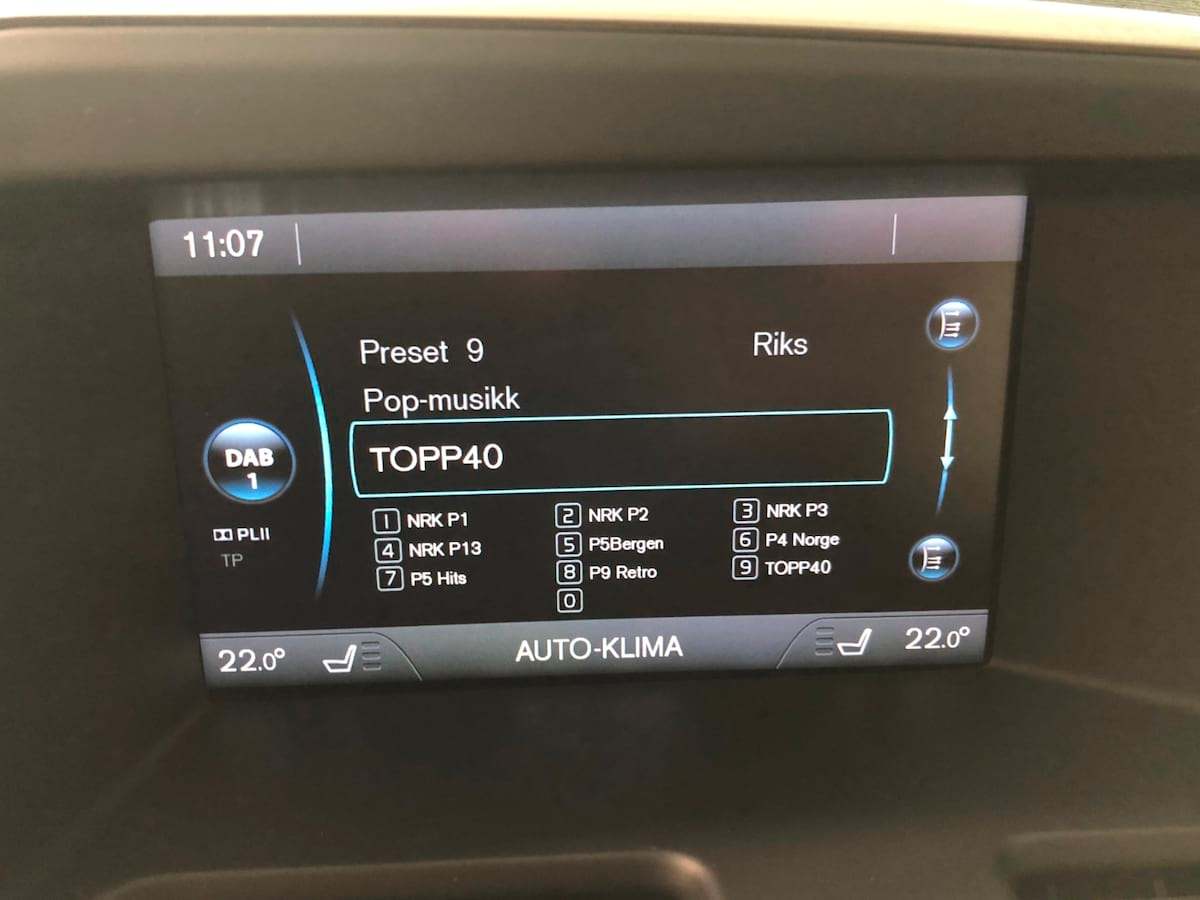 11:07
Preset 9 Riks
Pop-musikk
TOPP40
DAB
1
PLII
TP
1 NRK P1 2 NRK P2 3 NRK P3
4 NRK P13 5 P5Bergen 6 P4 Norge
7 P5 Hits 8 P9 Retro 9 TOPP40
0
22.0° AUTO-KLIMA 22.0°